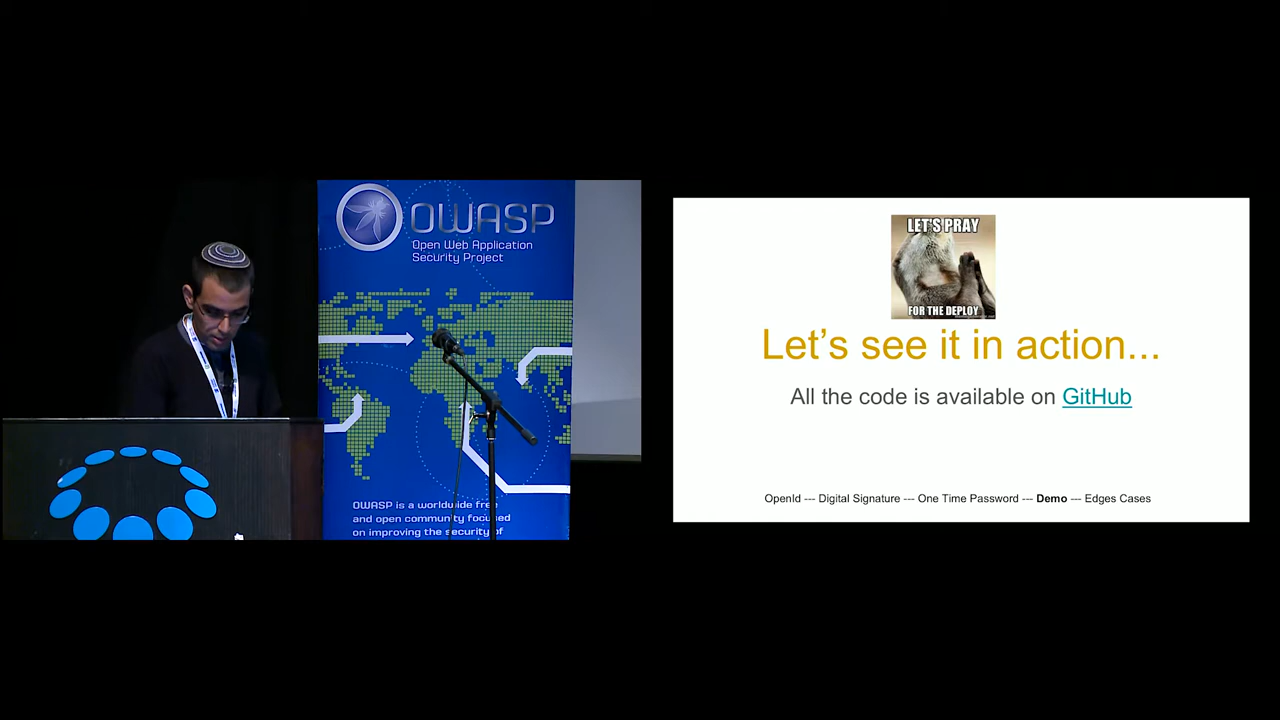 OWASP
Open Web Application
Security Project
OWASP is a worldwide free
and open community focused
on improving the security of
LET'S PRAY
FOR THE DEPLOY
Let's see it in action...
All the code is available on GitHub
OpenId --- Digital Signature --- One Time Password --- Demo --- Edges Cases